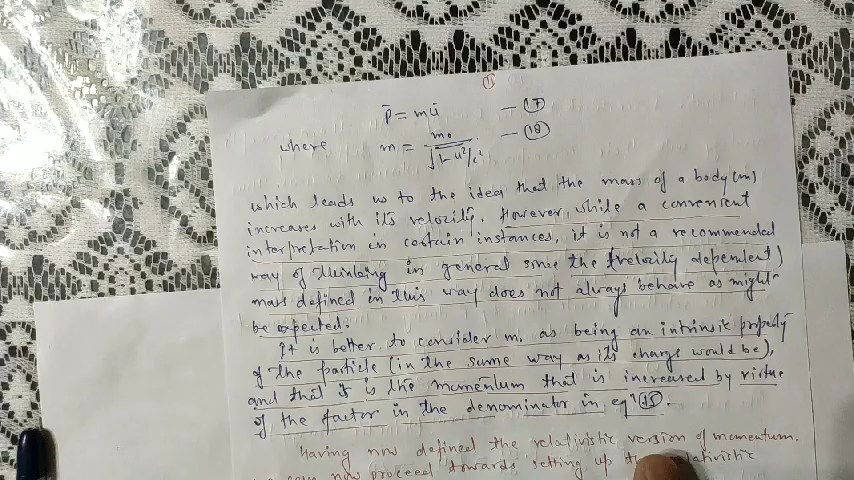 (11)
p̄ = mū — (17)
where m = m₀/√1-u²/c² — (18)
which leads us to the idea that the mass of a body (m)
increases with its velocity. However, while a convenient
interpretation in certain instances, it is not a recommended
way of thinking in general since the (velocity dependent)
mass defined in this way does not always behave as might
be expected.
It is better to consider m₀ as being an intrinsic property
of the particle (in the same way as its charge would be),
and that it is the momentum that is increased by virtue
of the factor in the denominator in eqⁿ (15).
Having now defined the relativistic version of momentum,
can now proceed towards setting up the relativistic